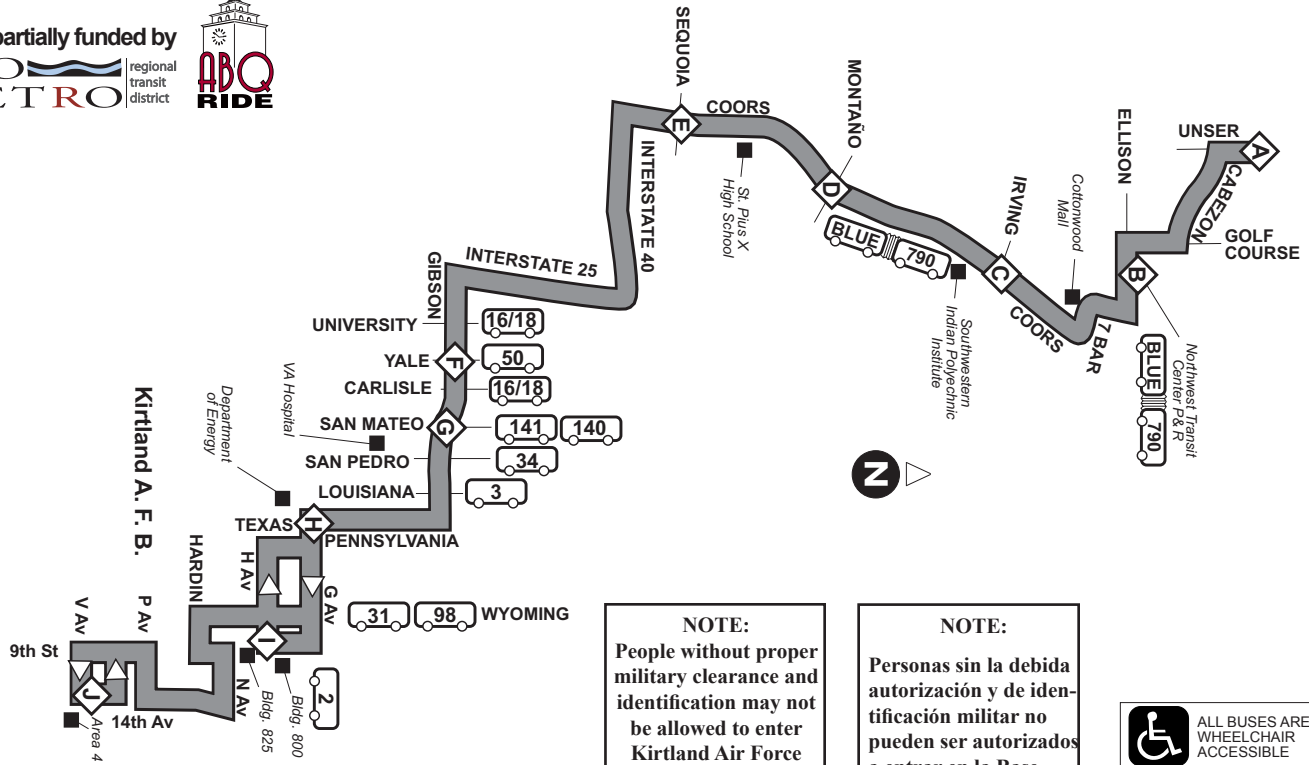 partially funded by
regional
transit
district
ABQ
RIDE
SEQUOIA
E
COORS
St. Pius X
High School
MONTAÑO
D
BLUE
790
IRVING
C
Southwestern
Indian Polyechnic
Institute
Cottonwood
Mall
COORS
7 BAR
ELLISON
UNSER
A
CABEZON
GOLF
COURSE
B
Northwest Transit
Center P& R
BLUE
790
INTERSTATE 40
INTERSTATE 25
GIBSON
UNIVERSITY
16/18
YALE
F
50
CARLISLE
16/18
SAN MATEO
G
141
140
VA Hospital
SAN PEDRO
34
LOUISIANA
3
Department
of Energy
TEXAS
H
PENNSYLVANIA
N
Kirtland A. F. B.
HARDIN
H Av
G Av
31
98
WYOMING
P Av
V Av
9th St
I
N Av
Bldg. 825
Bldg. 800
2
J
14th Av
Area 4
NOTE:
People without proper
military clearance and
identification may not
be allowed to enter
Kirtland Air Force
NOTE:
Personas sin la debida
autorización y de iden-
tificación militar no
pueden ser autorizados
ALL BUSES ARE
WHEELCHAIR
ACCESSIBLE